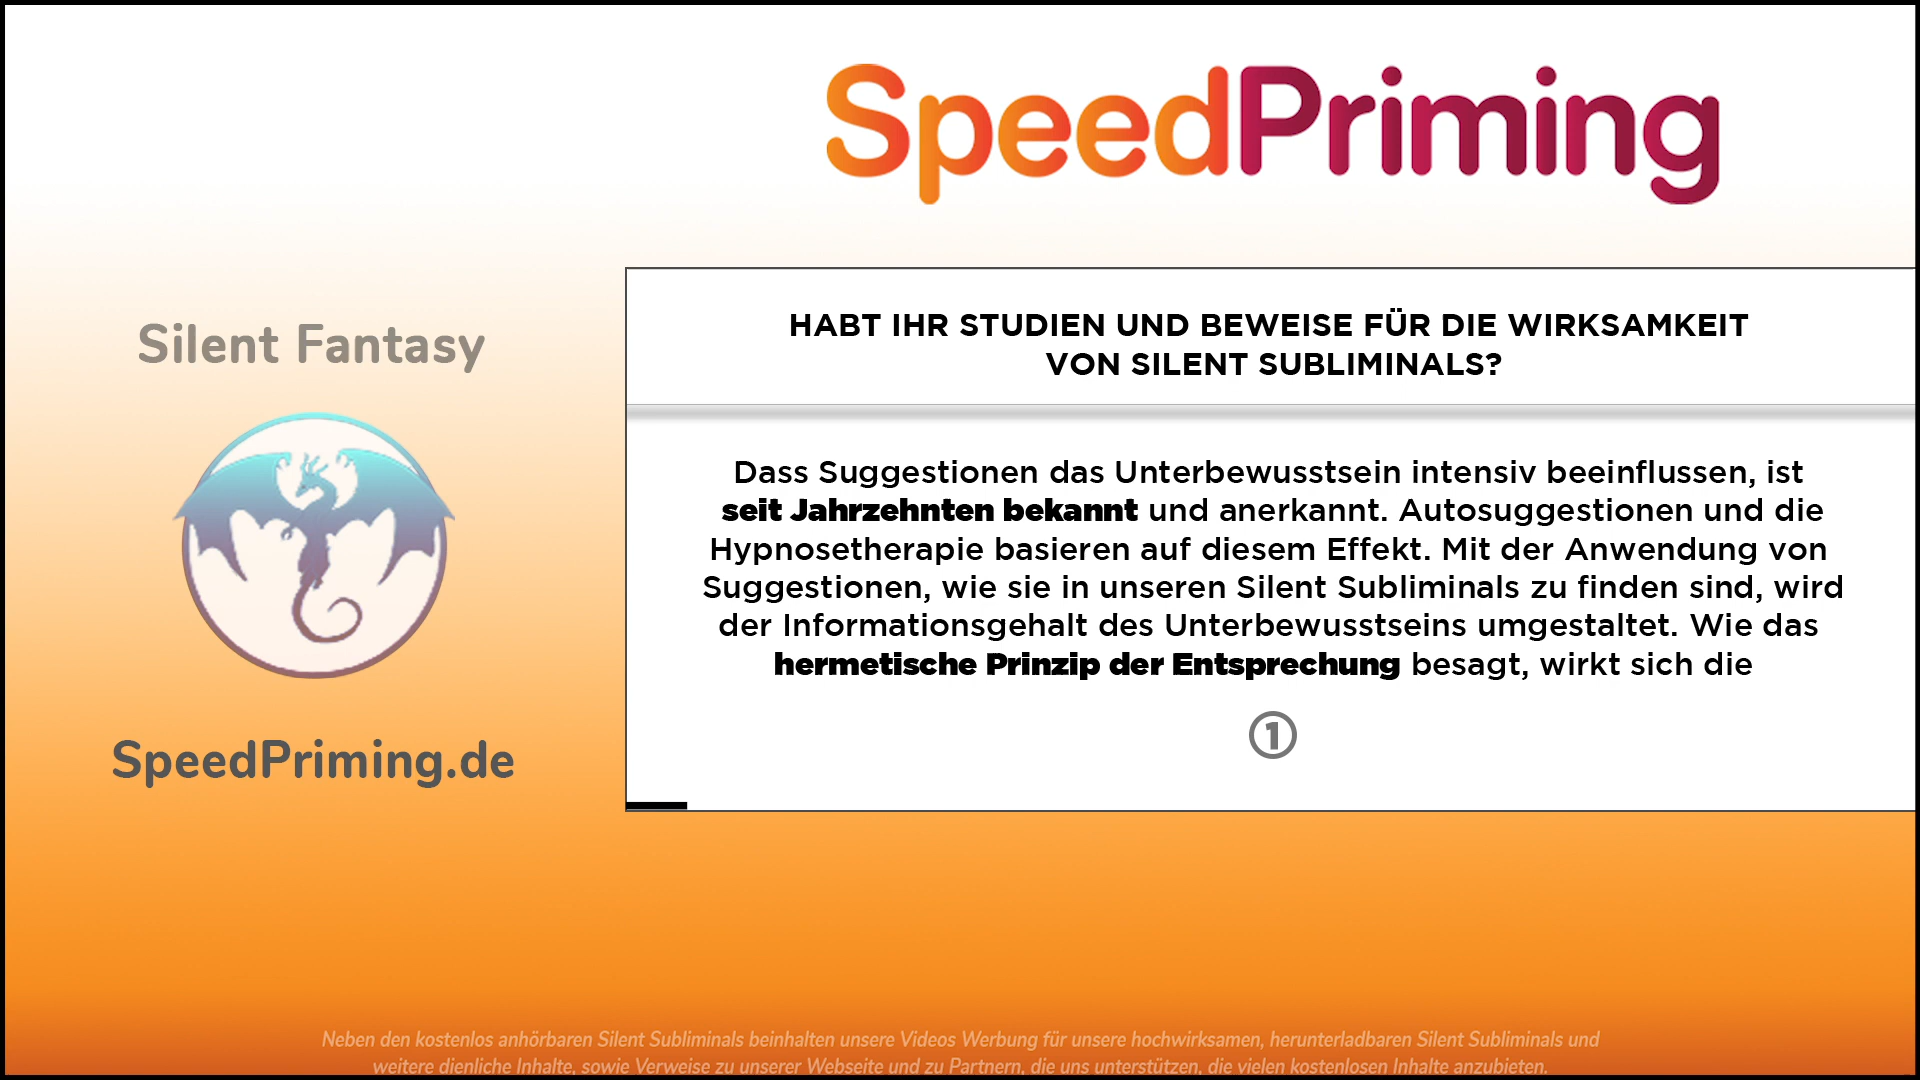 SpeedPriming
Silent Fantasy
SpeedPriming.de
HABT IHR STUDIEN UND BEWEISE FÜR DIE WIRKSAMKEIT
VON SILENT SUBLIMINALS?
Dass Suggestionen das Unterbewusstsein intensiv beeinflussen, ist
seit Jahrzehnten bekannt und anerkannt. Autosuggestionen und die
Hypnosetherapie basieren auf diesem Effekt. Mit der Anwendung von
Suggestionen, wie sie in unseren Silent Subliminals zu finden sind, wird
der Informationsgehalt des Unterbewusstseins umgestaltet. Wie das
hermetische Prinzip der Entsprechung besagt, wirkt sich die
1
Neben den kostenlos anhörbaren Silent Subliminals beinhalten unsere Videos Werbung für unsere hochwirksamen, herunterladbaren Silent Subliminals und
weitere dienliche Inhalte, sowie Verweise zu unserer Webseite und zu Partnern, die uns unterstützen, die vielen kostenlosen Inhalte anzubieten.